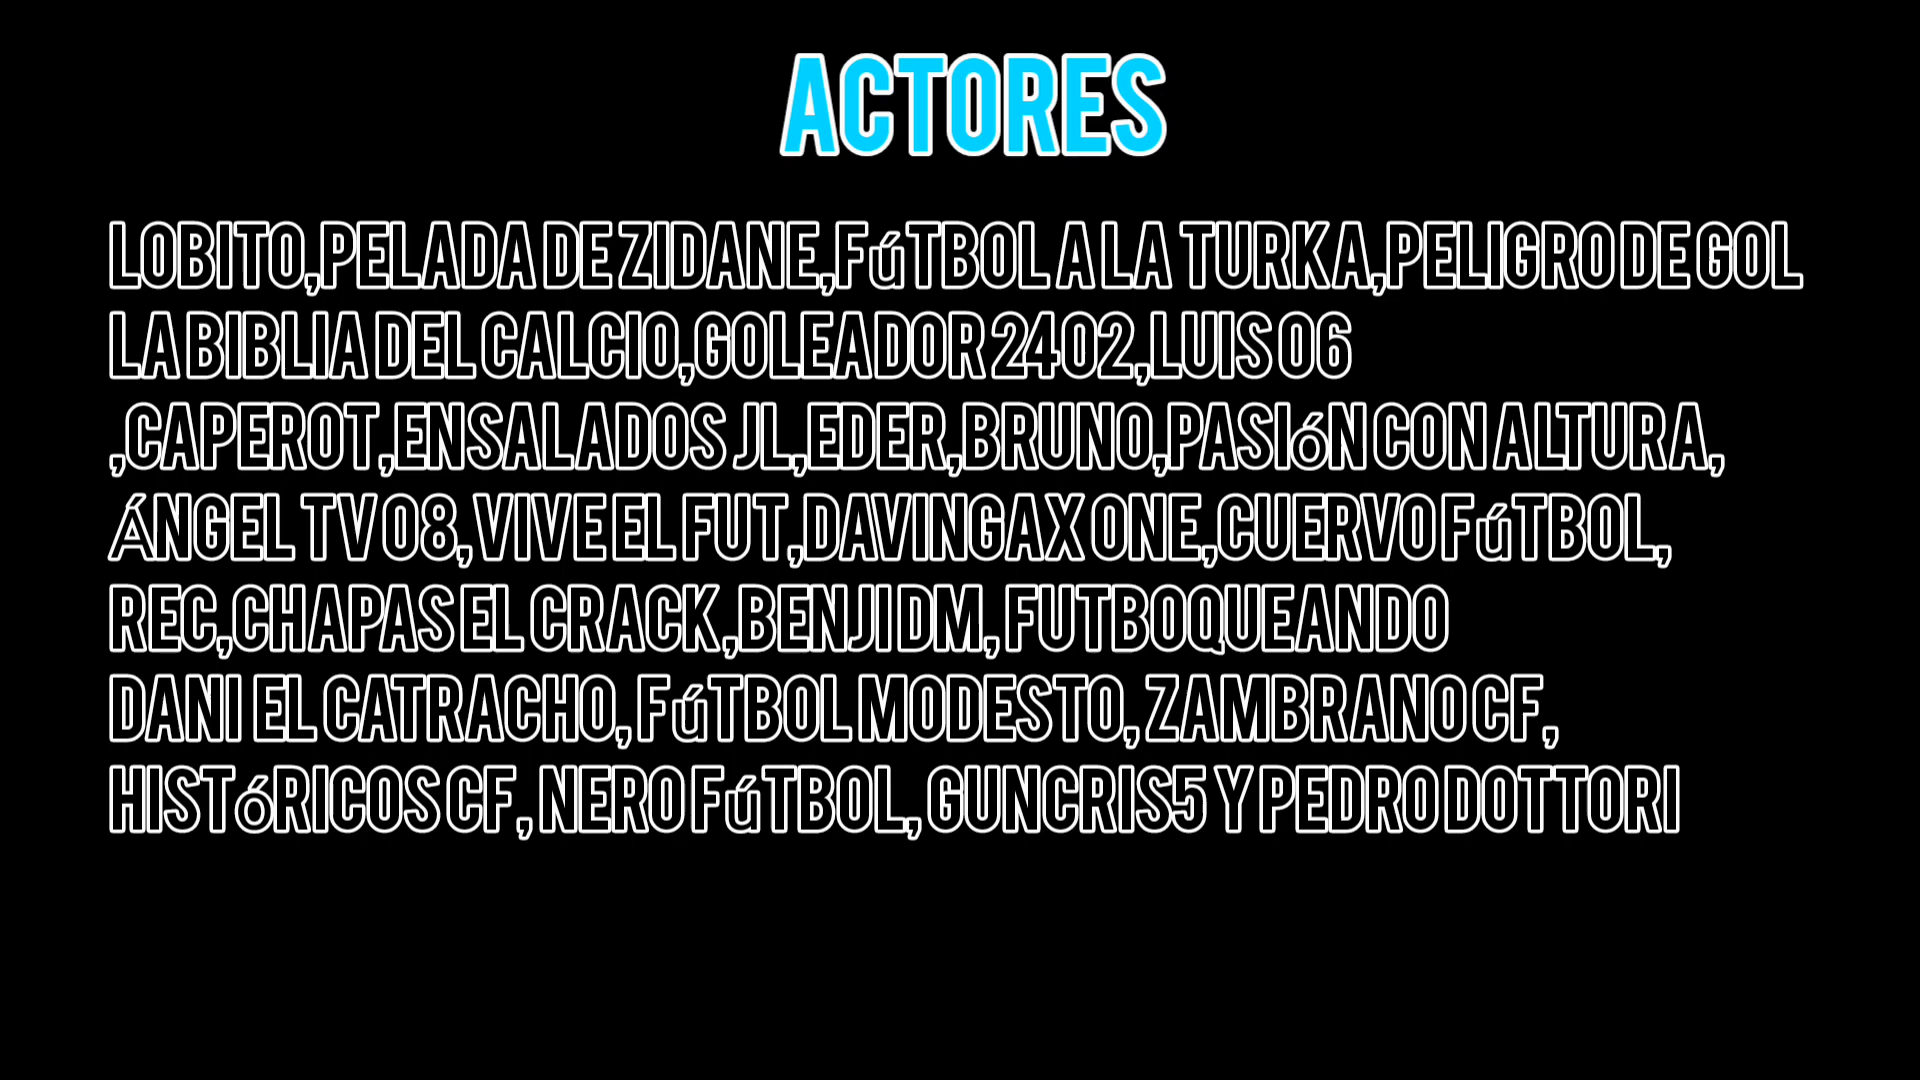 ACTORES
LOBITO,PELADA DE ZIDANE,FúTBOL A LA TURKA,PELIGRO DE GOL
LA BIBLIA DEL CALCIO,GOLEADOR 2402,LUIS 06
,CAPEROT,ENSALADOS JL,EDER,BRUNO,PASIóN CON ALTURA,
ÁNGEL TV 08, VIVE EL FUT,DAVINGAX ONE,CUERVO FúTBOL,
REC,CHAPAS EL CRACK,BENJI DM, FUTBOQUEANDO
DANI EL CATRACHO, FúTBOL MODESTO, ZAMBRANO CF,
HISTóRICOS CF, NERO FúTBOL, GUNCRIS5 Y PEDRO DOTTORI